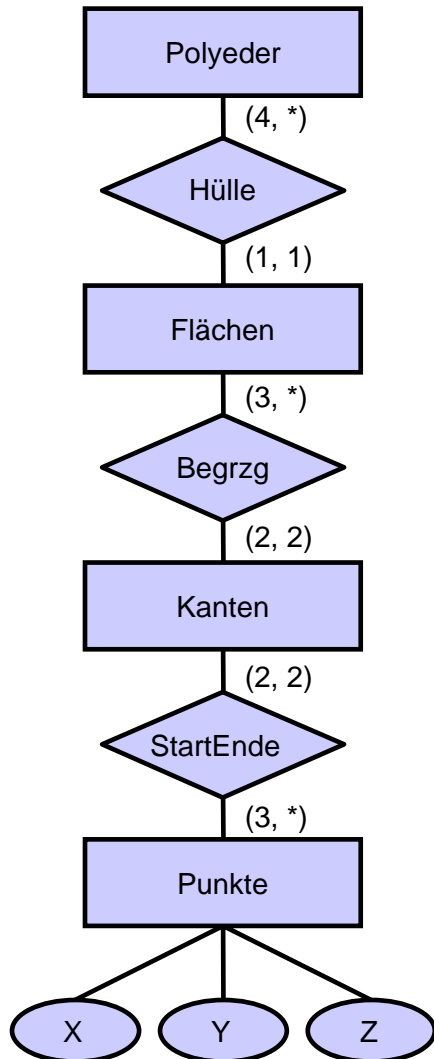 Polyeder
(4, *)
Hülle
(1, 1)
Flächen
(3, *)
Begrzg
(2, 2)
Kanten
(2, 2)
StartEnde
(3, *)
Punkte
X Y Z